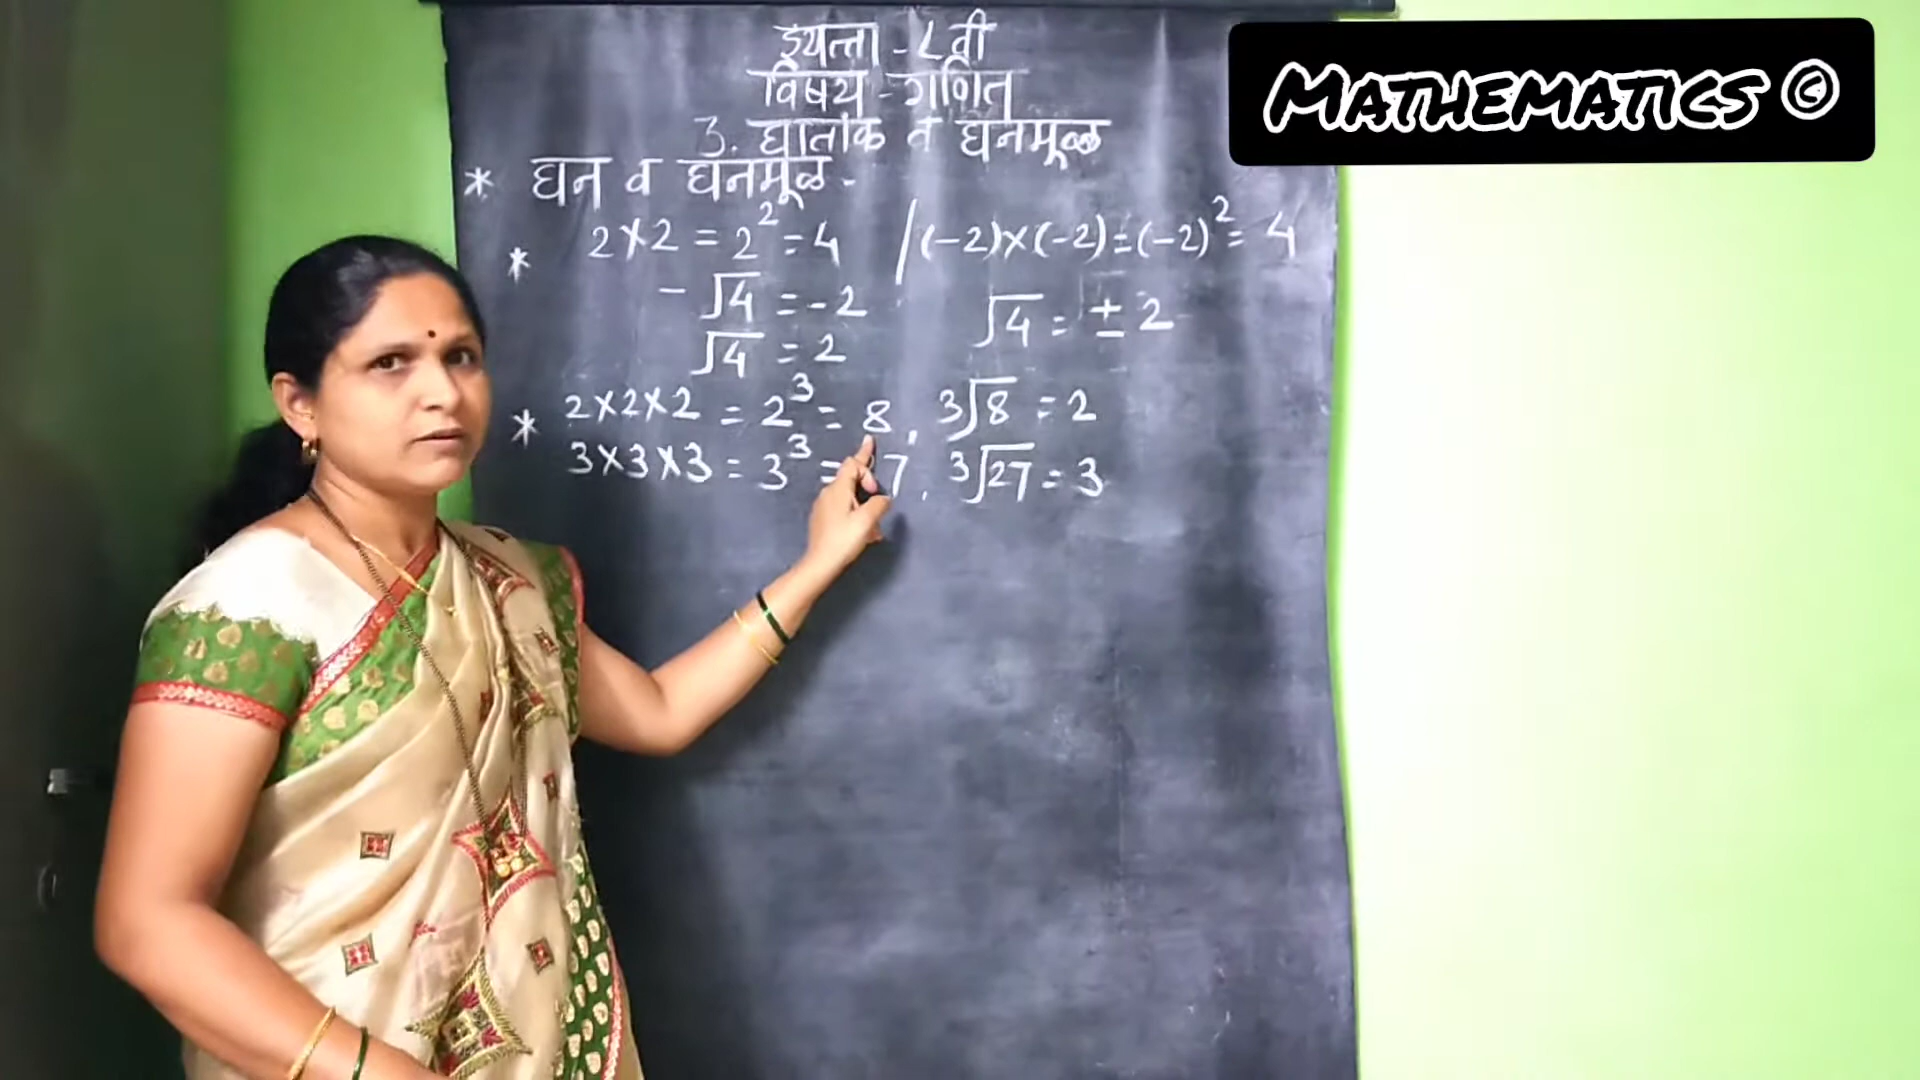 इयत्ता - ८वी
विषय - गणित
3. घातांक व घनमूळ
* घन व घनमूळ -
* 2×2 = 2² = 4 / (-2)×(-2) = (-2)² = 4
- √4 = -2 √4 = ± 2
√4 = 2
* 2×2×2 = 2³ = 8, 3√8 = 2
3×3×3 = 3³ = 27, 3√27 = 3
MATHEMATICS ©